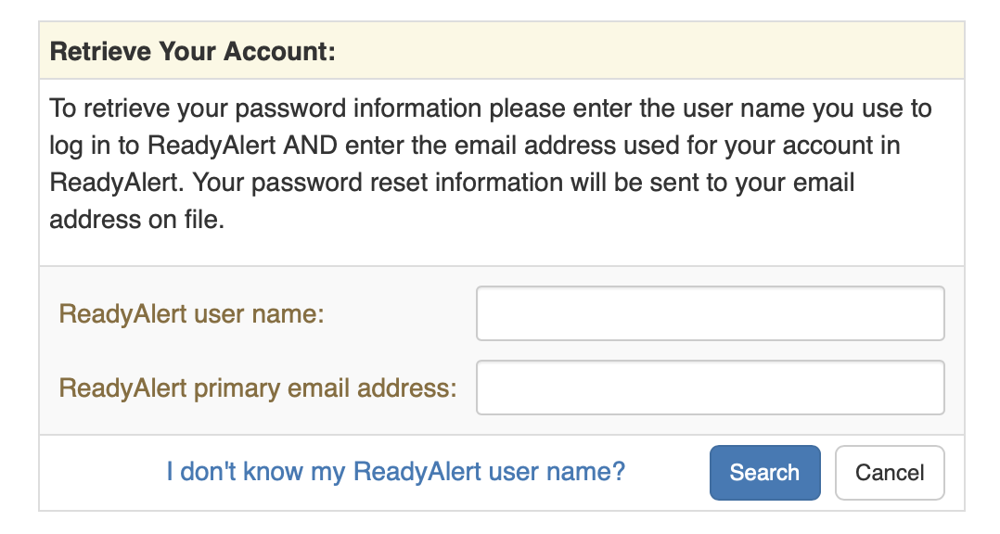 Retrieve Your Account:
To retrieve your password information please enter the user name you use to
log in to ReadyAlert AND enter the email address used for your account in
ReadyAlert. Your password reset information will be sent to your email
address on file.
ReadyAlert user name:
ReadyAlert primary email address:
I don't know my ReadyAlert user name? Search Cancel